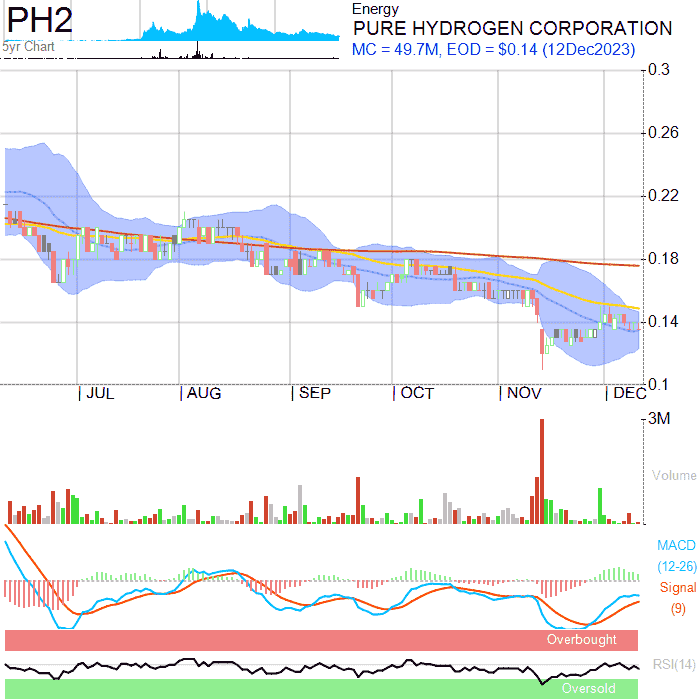 PH2
5yr Chart
Energy
PURE HYDROGEN CORPORATION
MC = 49.7M, EOD = $0.14 (12Dec2023)
0.3
0.26
0.22
0.18
0.14
0.1
JUL AUG SEP OCT NOV DEC
3M
Volume
MACD
(12-26)
Signal
(9)
Overbought
RSI(14)
Oversold